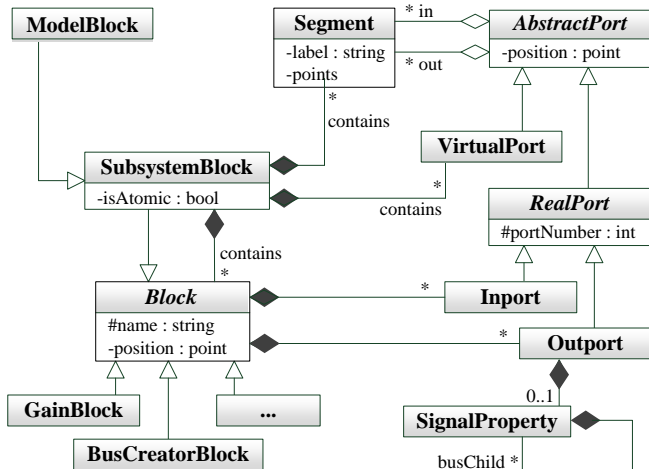 ModelBlock
Segment
-label : string
-points
* in
* out
AbstractPort
-position : point
*
contains
VirtualPort
SubsystemBlock
-isAtomic : bool
*
contains
RealPort
#portNumber : int
contains
*
Block
#name : string
-position : point
*
Inport
*
Outport
GainBlock
...
BusCreatorBlock
0..1
SignalProperty
busChild *